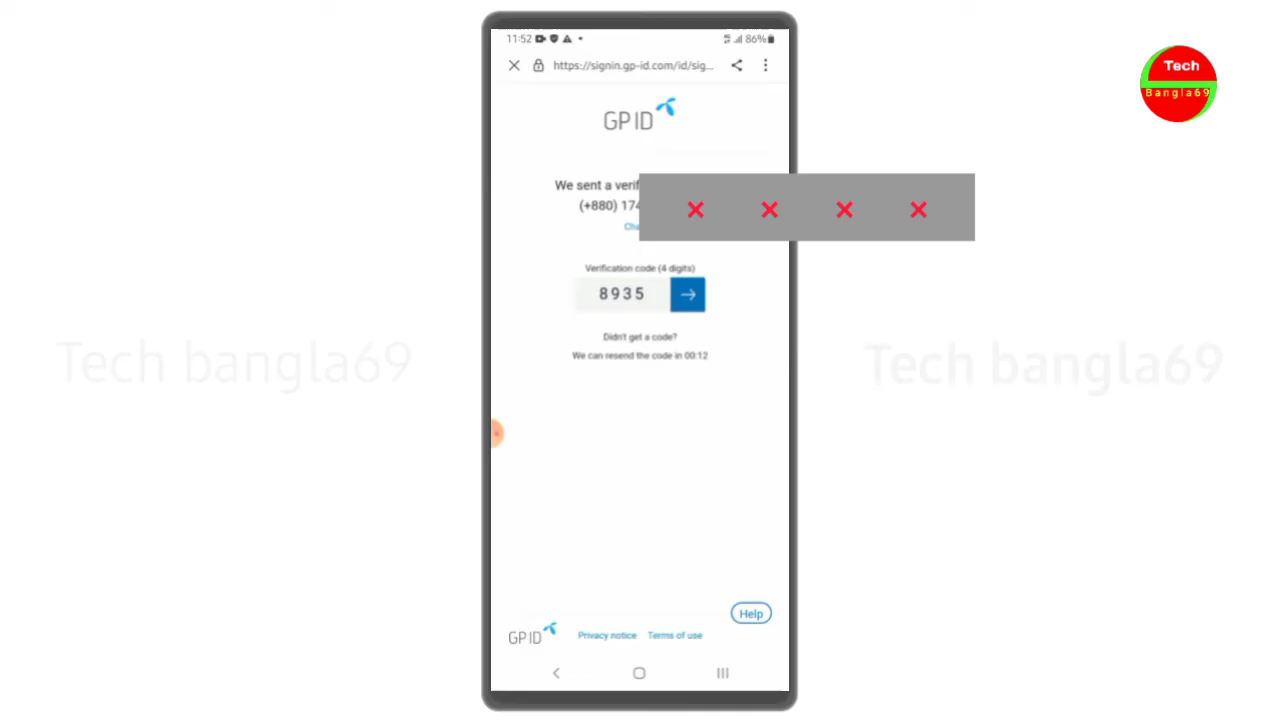 11:52
86%
https://signin.gp-id.com/id/sig...
Tech
Bangla69
GP ID
We sent a verif
(+880) 174
Verification code (4 digits)
8935
Didn't get a code?
We can resend the code in 00:12
Tech bangla69
Tech bangla69
Help
GP ID
Privacy notice
Terms of use